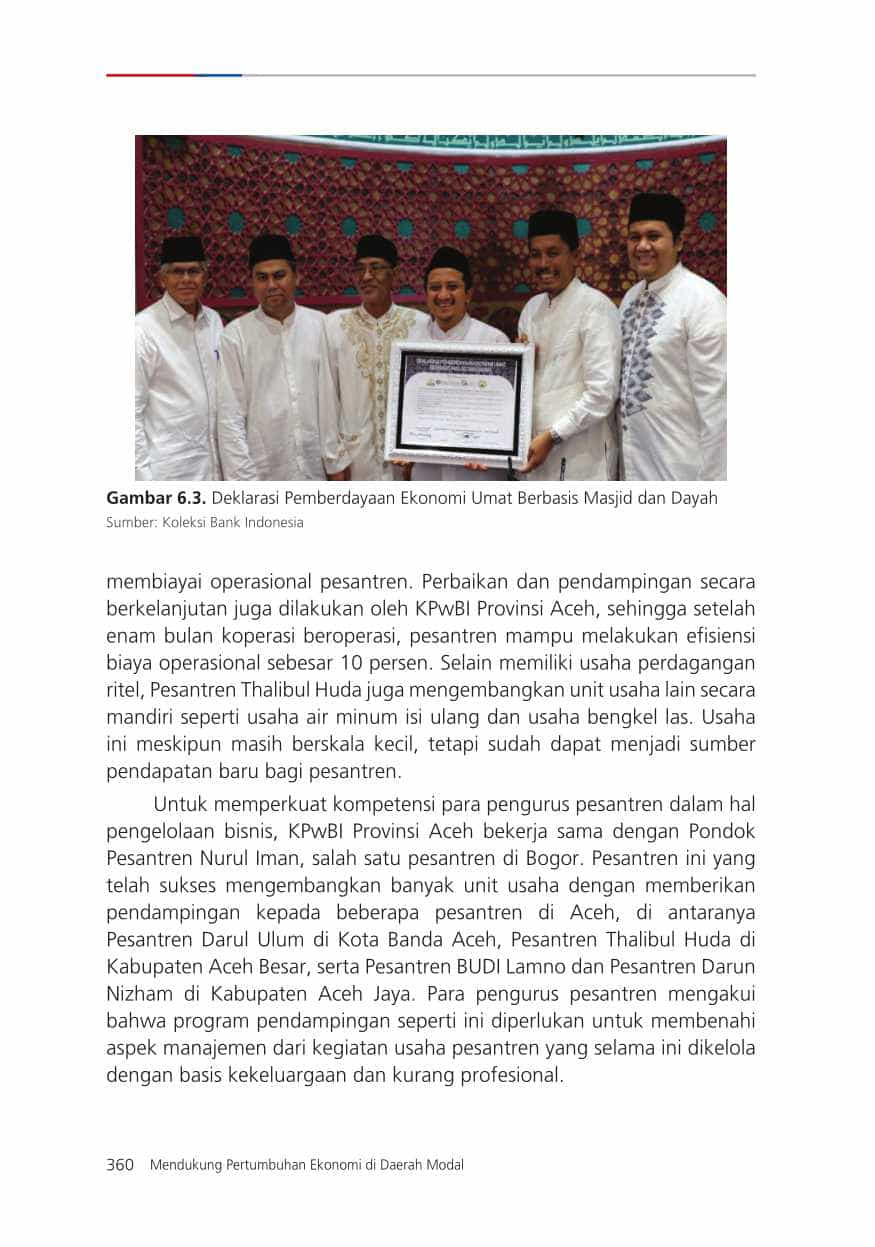 DEKLARASI PEMBERDAYAAN EKONOMI UMAT
BERBASIS MASJID DAN DAYAH
Gambar 6.3. Deklarasi Pemberdayaan Ekonomi Umat Berbasis Masjid dan Dayah
Sumber: Koleksi Bank Indonesia
membiayai operasional pesantren. Perbaikan dan pendampingan secara
berkelanjutan juga dilakukan oleh KPwBI Provinsi Aceh, sehingga setelah
enam bulan koperasi beroperasi, pesantren mampu melakukan efisiensi
biaya operasional sebesar 10 persen. Selain memiliki usaha perdagangan
ritel, Pesantren Thalibul Huda juga mengembangkan unit usaha lain secara
mandiri seperti usaha air minum isi ulang dan usaha bengkel las. Usaha
ini meskipun masih berskala kecil, tetapi sudah dapat menjadi sumber
pendapatan baru bagi pesantren.
Untuk memperkuat kompetensi para pengurus pesantren dalam hal
pengelolaan bisnis, KPwBI Provinsi Aceh bekerja sama dengan Pondok
Pesantren Nurul Iman, salah satu pesantren di Bogor. Pesantren ini yang
telah sukses mengembangkan banyak unit usaha dengan memberikan
pendampingan kepada beberapa pesantren di Aceh, di antaranya
Pesantren Darul Ulum di Kota Banda Aceh, Pesantren Thalibul Huda di
Kabupaten Aceh Besar, serta Pesantren BUDI Lamno dan Pesantren Darun
Nizham di Kabupaten Aceh Jaya. Para pengurus pesantren mengakui
bahwa program pendampingan seperti ini diperlukan untuk membenahi
aspek manajemen dari kegiatan usaha pesantren yang selama ini dikelola
dengan basis kekeluargaan dan kurang profesional.
360 Mendukung Pertumbuhan Ekonomi di Daerah Modal